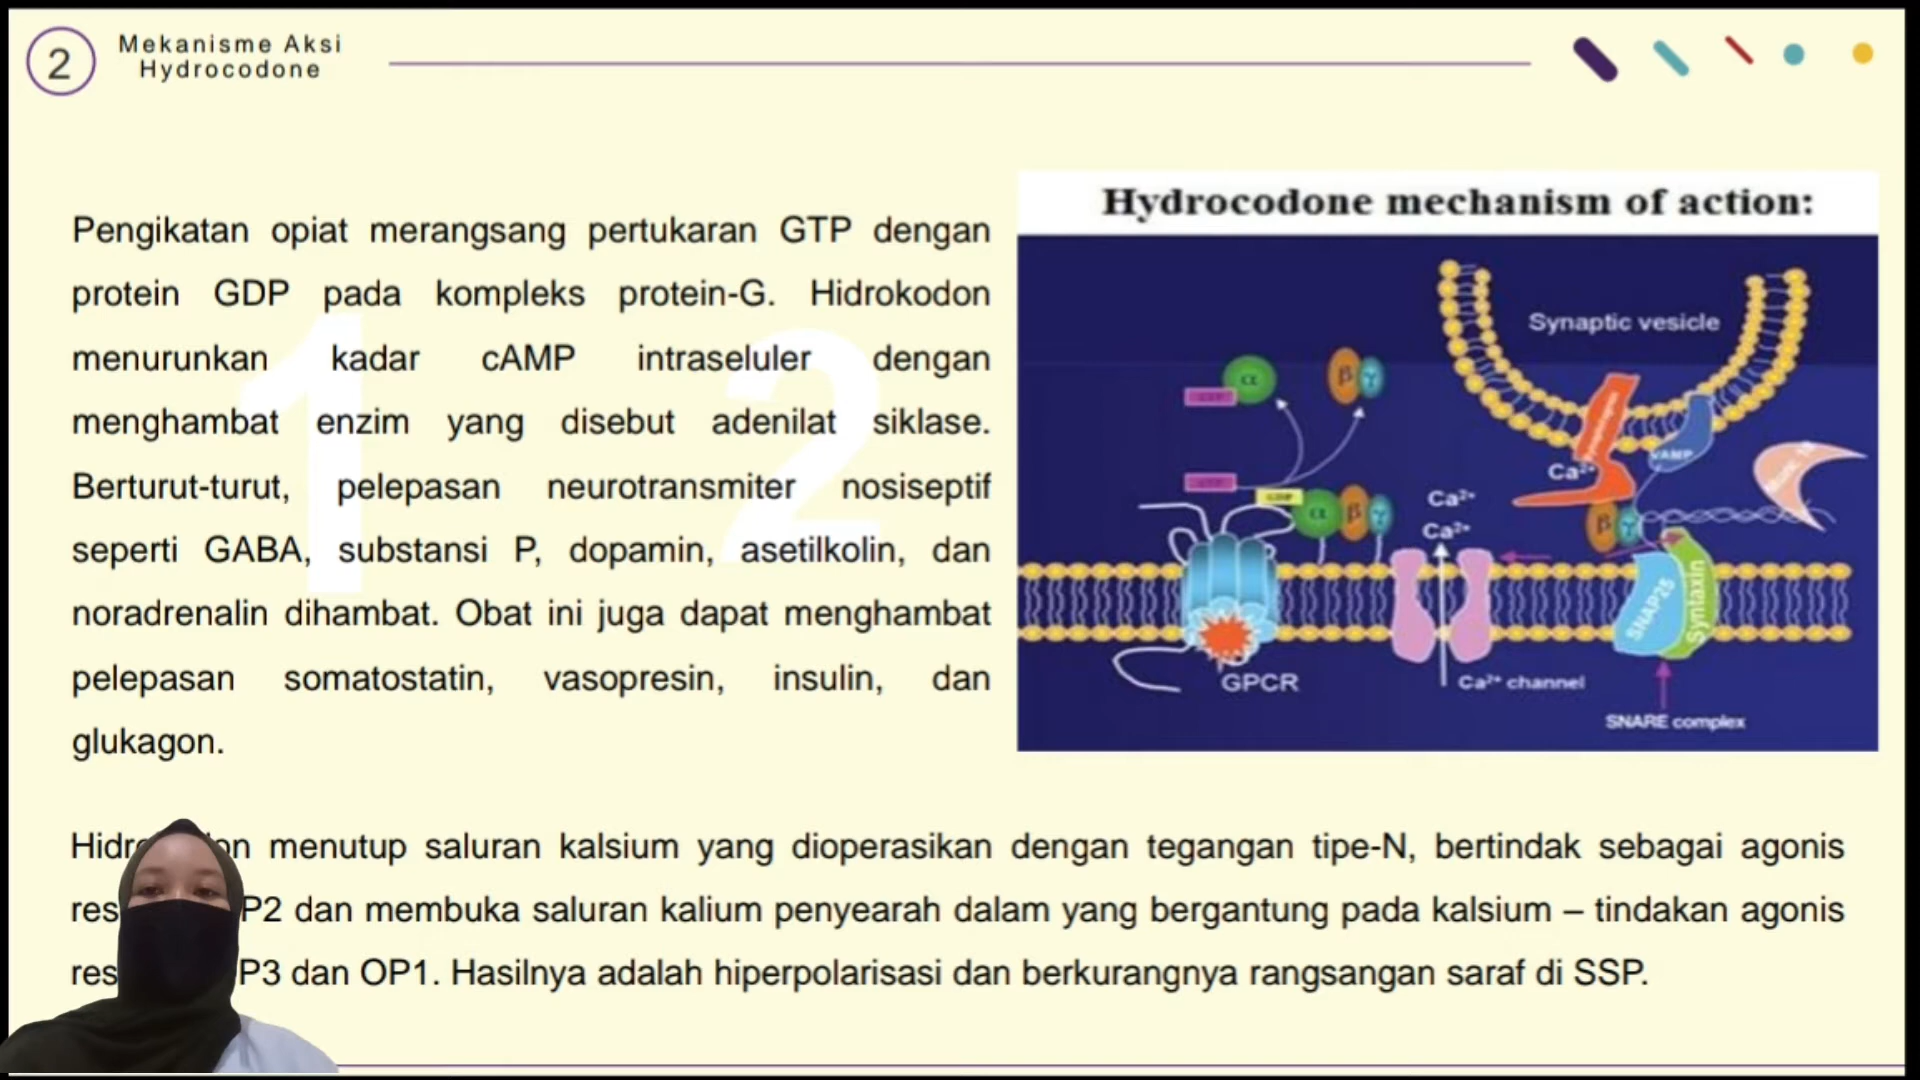 2
Mekanisme Aksi
Hydrocodone
Pengikatan opiat merangsang pertukaran GTP dengan
protein GDP pada kompleks protein-G. Hidrokodon
menurunkan kadar cAMP intraseluler dengan
menghambat enzim yang disebut adenilat siklase.
Berturut-turut, pelepasan neurotransmiter nosiseptif
seperti GABA, substansi P, dopamin, asetilkolin, dan
noradrenalin dihambat. Obat ini juga dapat menghambat
pelepasan somatostatin, vasopresin, insulin, dan
glukagon.
1 2
Hydrocodone mechanism of action:
Synaptic vesicle
α
β γ
VAMP
Ca²⁺
Ca²⁺
Ca²⁺
GDP
α β γ
β γ
SNAP25
Syntaxin
GPCR
Ca²⁺ channel
SNARE complex
menutup saluran kalsium yang dioperasikan dengan tegangan tipe-N, bertindak sebagai agonis
P2 dan membuka saluran kalium penyearah dalam yang bergantung pada kalsium – tindakan agonis
P3 dan OP1. Hasilnya adalah hiperpolarisasi dan berkurangnya rangsangan saraf di SSP.